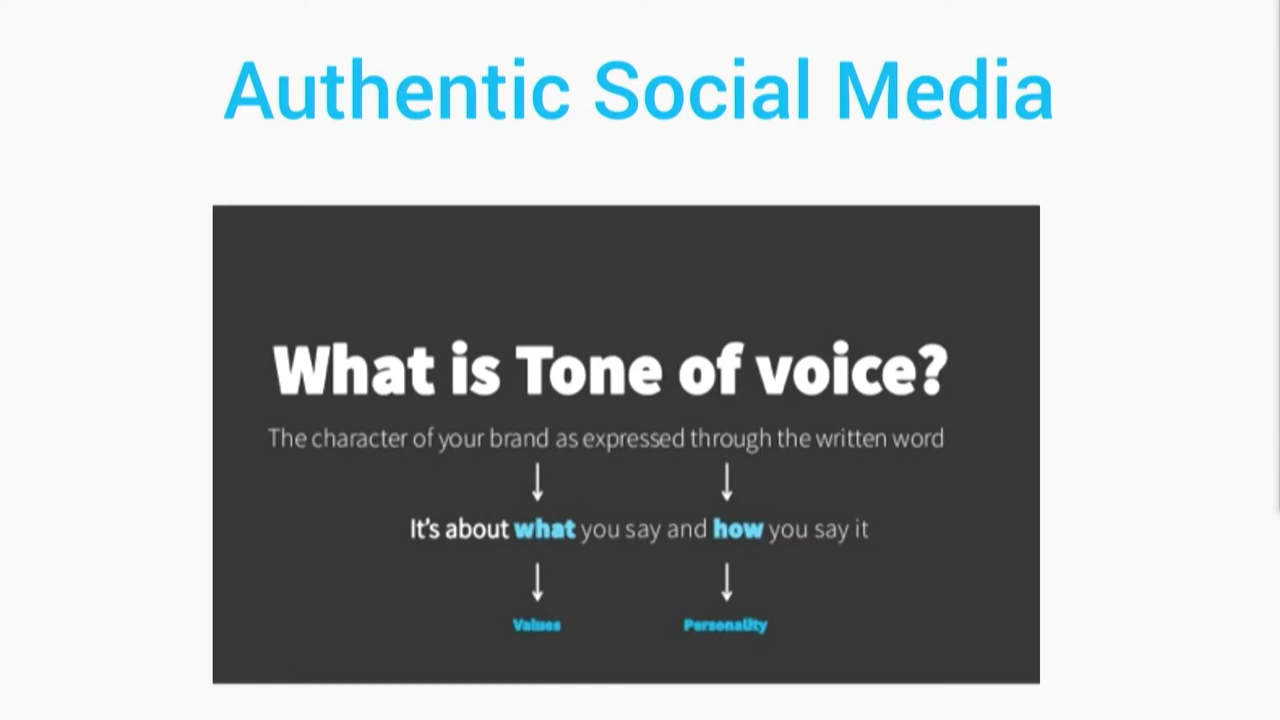 Authentic Social Media
What is Tone of voice?
The character of your brand as expressed through the written word
It's about what you say and how you say it
Values Personality